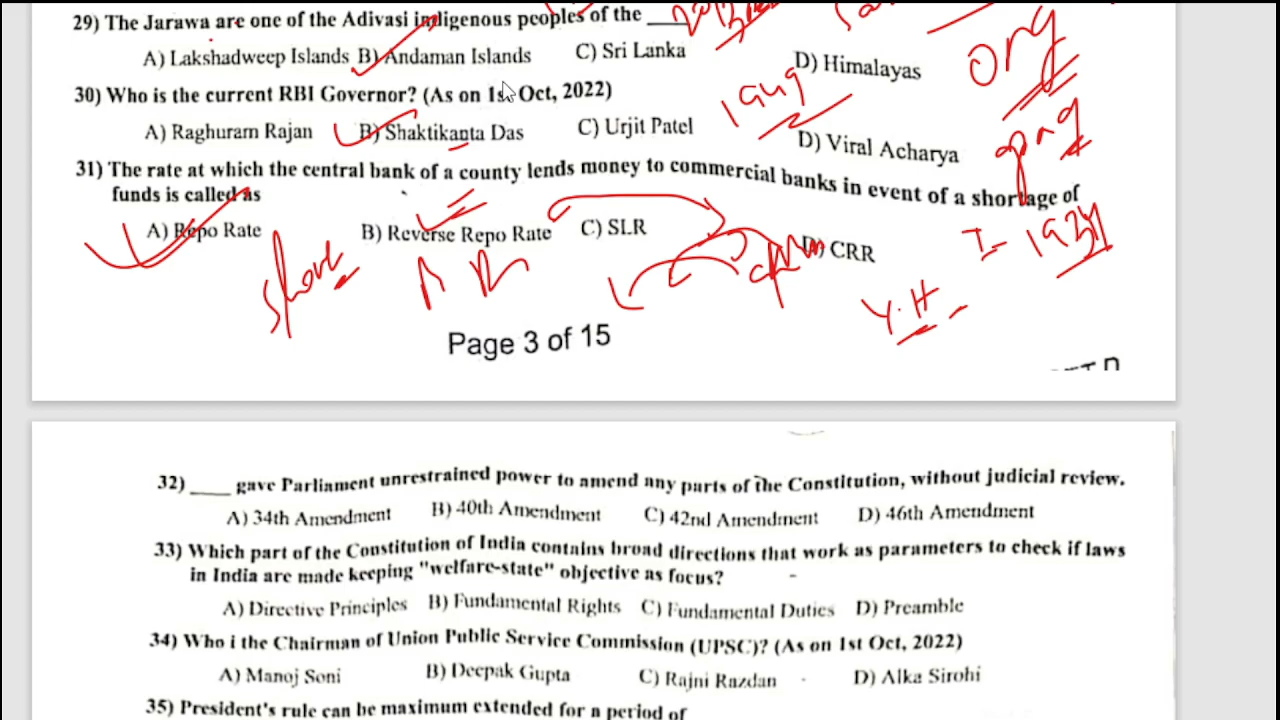 29) The Jarawa are one of the Adivasi indigenous peoples of the ____
A) Lakshadweep Islands B) Andaman Islands C) Sri Lanka D) Himalayas
org
30) Who is the current RBI Governor? (As on 1st Oct, 2022)
1949
A) Raghuram Rajan B) Shaktikanta Das C) Urjit Patel D) Viral Acharya
31) The rate at which the central bank of a county lends money to commercial banks in event of a shortage of
funds is called as
A) Repo Rate B) Reverse Repo Rate C) SLR D) CRR
I- 1934
Short
Y.H
Page 3 of 15
32) ____ gave Parliament unrestrained power to amend any parts of the Constitution, without judicial review.
A) 34th Amendment B) 40th Amendment C) 42nd Amendment D) 46th Amendment
33) Which part of the Constitution of India contains broad directions that work as parameters to check if laws
in India are made keeping "welfare-state" objective as focus?
A) Directive Principles B) Fundamental Rights C) Fundamental Duties D) Preamble
34) Who i the Chairman of Union Public Service Commission (UPSC)? (As on 1st Oct, 2022)
A) Manoj Soni B) Deepak Gupta C) Rajni Razdan D) Alka Sirohi
35) President's rule can be maximum extended for a period of